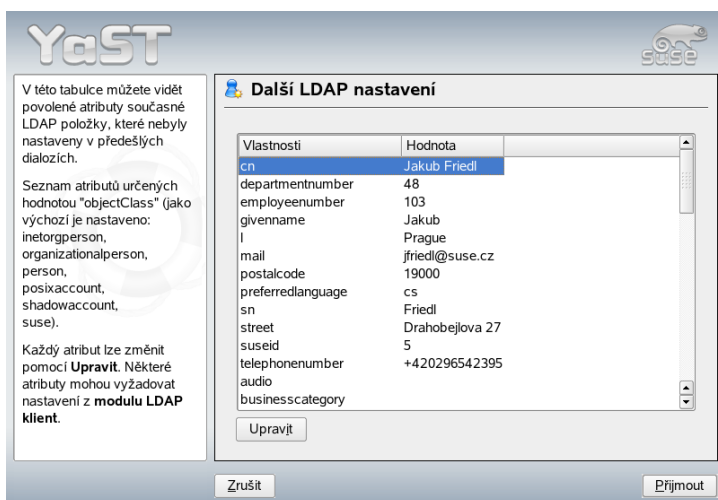 YaST
SUSE
V této tabulce můžete vidět
povolené atributy současné
LDAP položky, které nebyly
nastaveny v předešlých
dialozích.
Seznam atributů určených
hodnotou "objectClass" (jako
výchozí je nastaveno:
inetorgperson,
organizationalperson,
person,
posixaccount,
shadowaccount,
suse).
Každý atribut lze změnit
pomocí Upravit. Některé
atributy mohou vyžadovat
nastavení z modulu LDAP
klient.
Další LDAP nastavení
Vlastnosti Hodnota
cn Jakub Friedl
departmentnumber 48
employeenumber 103
givenname Jakub
l Prague
mail jfriedl@suse.cz
postalcode 19000
preferredlanguage cs
sn Friedl
street Drahobejlova 27
suseid 5
telephonenumber +420296542395
audio
businesscategory
Upravit
Zrušit Přijmout